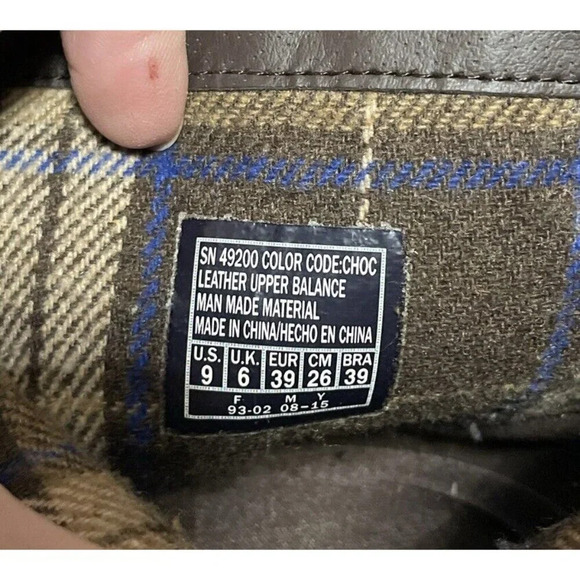 SN 49200 COLOR CODE:CHOC
LEATHER UPPER BALANCE
MAN MADE MATERIAL
MADE IN CHINA/HECHO EN CHINA
U.S. U.K. EUR CM BRA
9 6 39 26 39
F M Y
93-02 08-15